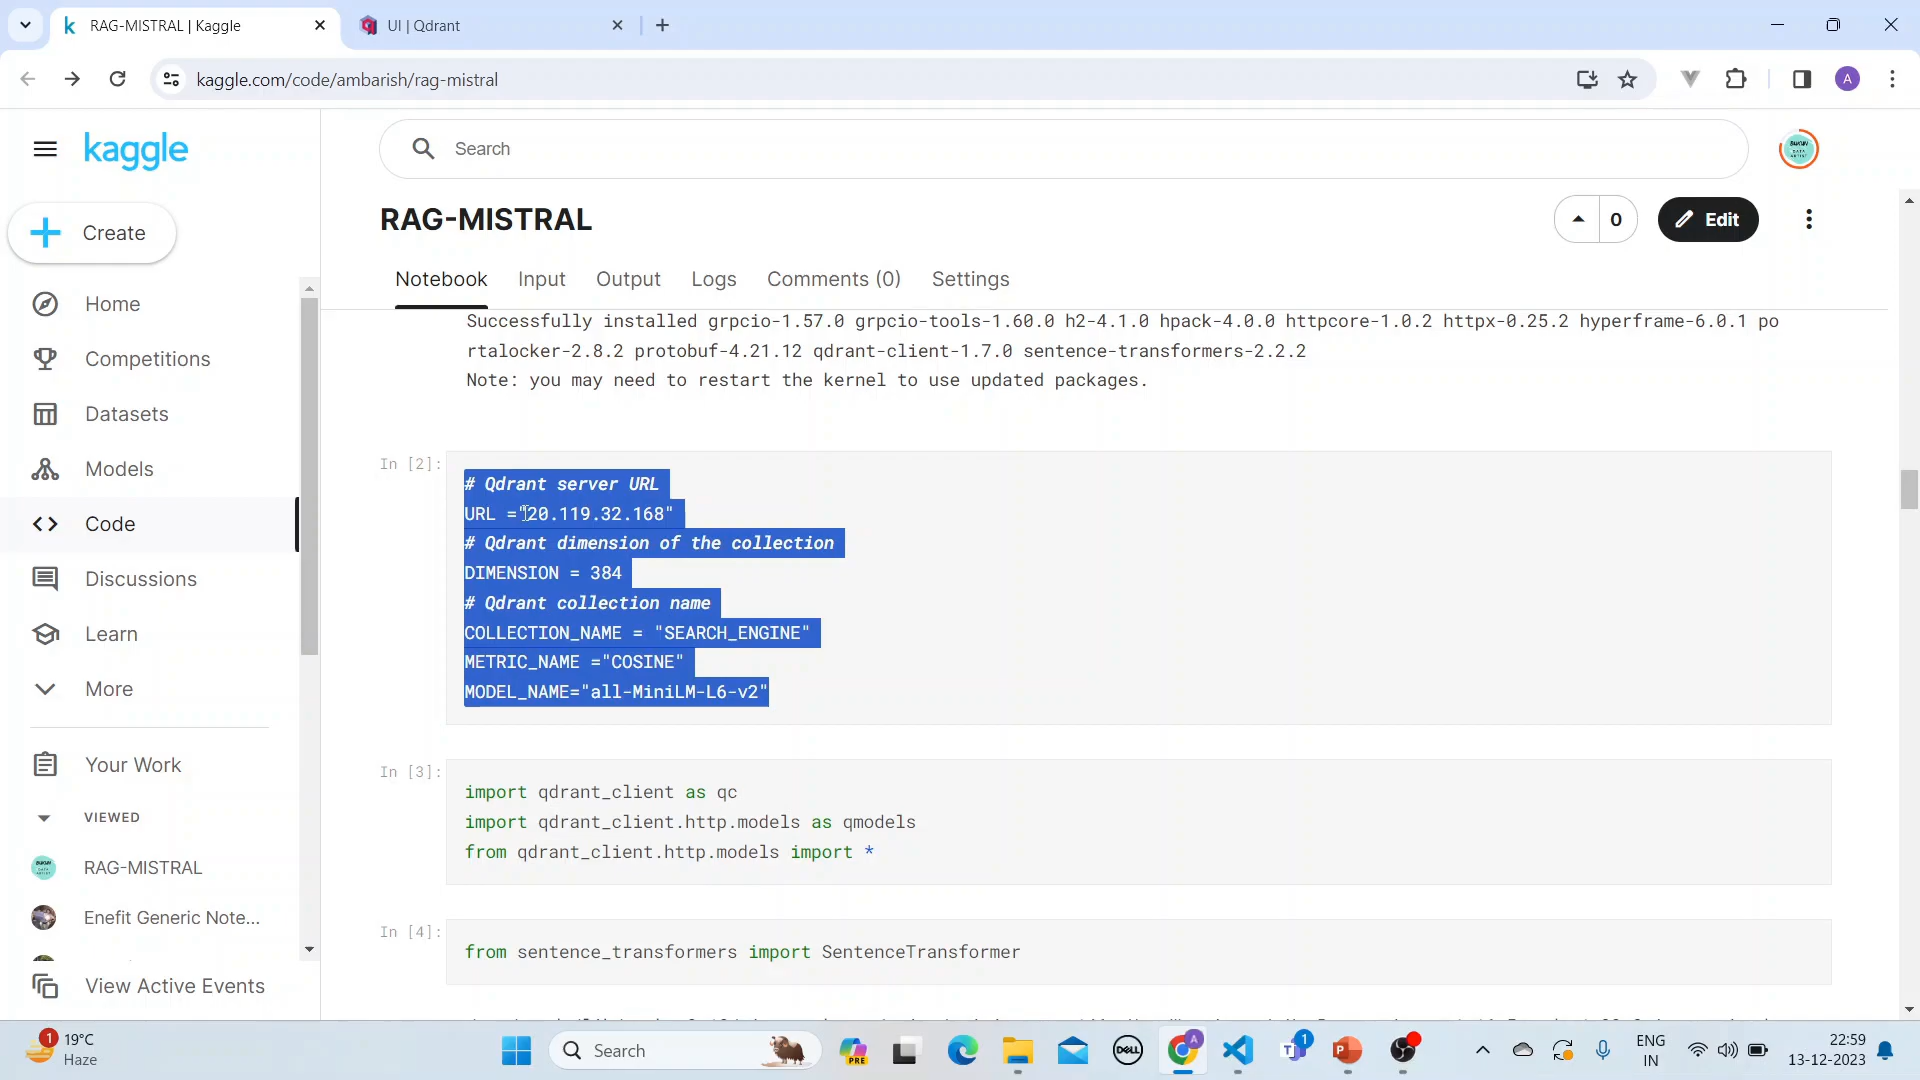 RAG-MISTRAL | Kaggle
UI | Qdrant
kaggle.com/code/ambarish/rag-mistral
A
kaggle
Search
Create
RAG-MISTRAL
0
Edit
Home
Competitions
Datasets
Models
Code
Discussions
Learn
More
Your Work
VIEWED
RAG-MISTRAL
Enefit Generic Note...
View Active Events
Notebook Input Output Logs Comments (0) Settings
Successfully installed grpcio-1.57.0 grpcio-tools-1.60.0 h2-4.1.0 hpack-4.0.0 httpcore-1.0.2 httpx-0.25.2 hyperframe-6.0.1 po
rtalocker-2.8.2 protobuf-4.21.12 qdrant-client-1.7.0 sentence-transformers-2.2.2
Note: you may need to restart the kernel to use updated packages.
In [2]:
# Qdrant server URL
URL ="20.119.32.168"
# Qdrant dimension of the collection
DIMENSION = 384
# Qdrant collection name
COLLECTION_NAME = "SEARCH_ENGINE"
METRIC_NAME ="COSINE"
MODEL_NAME="all-MiniLM-L6-v2"
In [3]:
import qdrant_client as qc
import qdrant_client.http.models as qmodels
from qdrant_client.http.models import *
In [4]:
from sentence_transformers import SentenceTransformer
1
19°C
Haze
Search
PRE
DELL
A
1
ENG
IN
22:59
13-12-2023